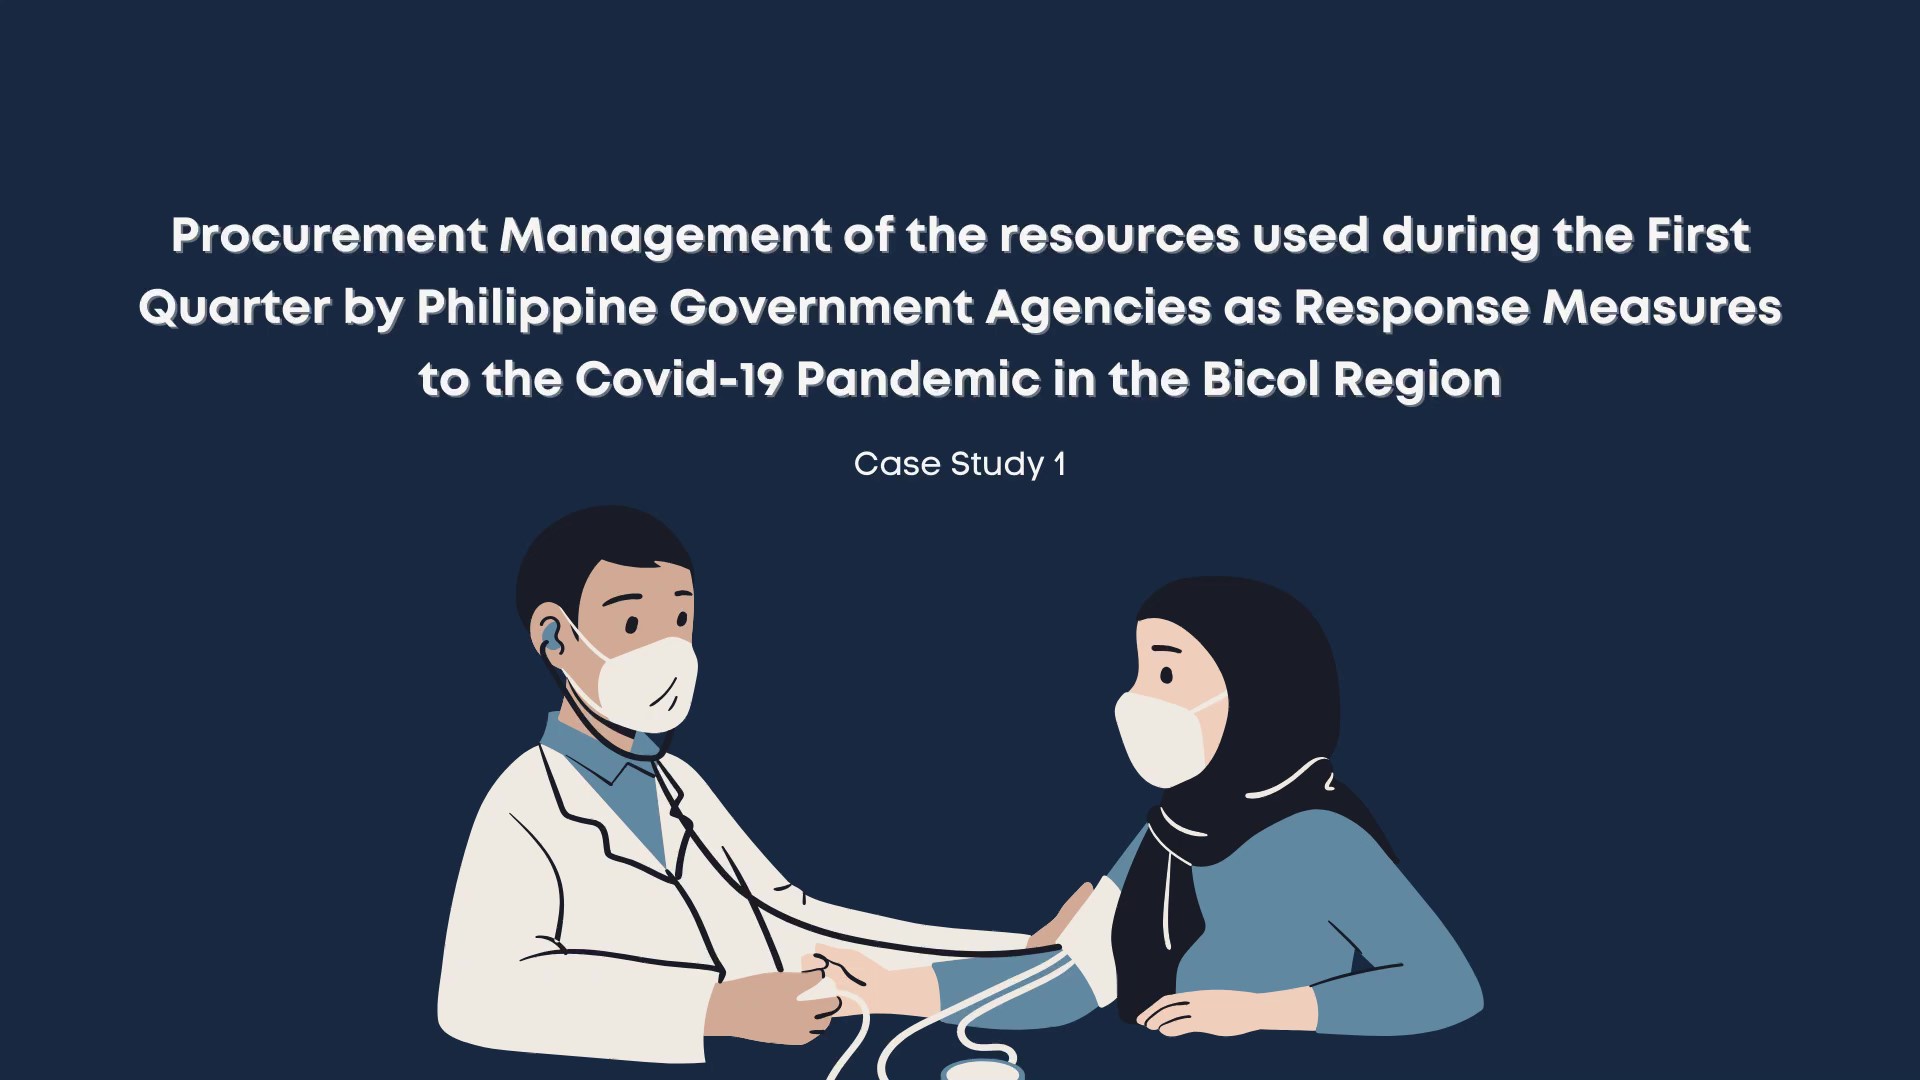 Procurement Management of the resources used during the First
Quarter by Philippine Government Agencies as Response Measures
to the Covid-19 Pandemic in the Bicol Region
Case Study 1